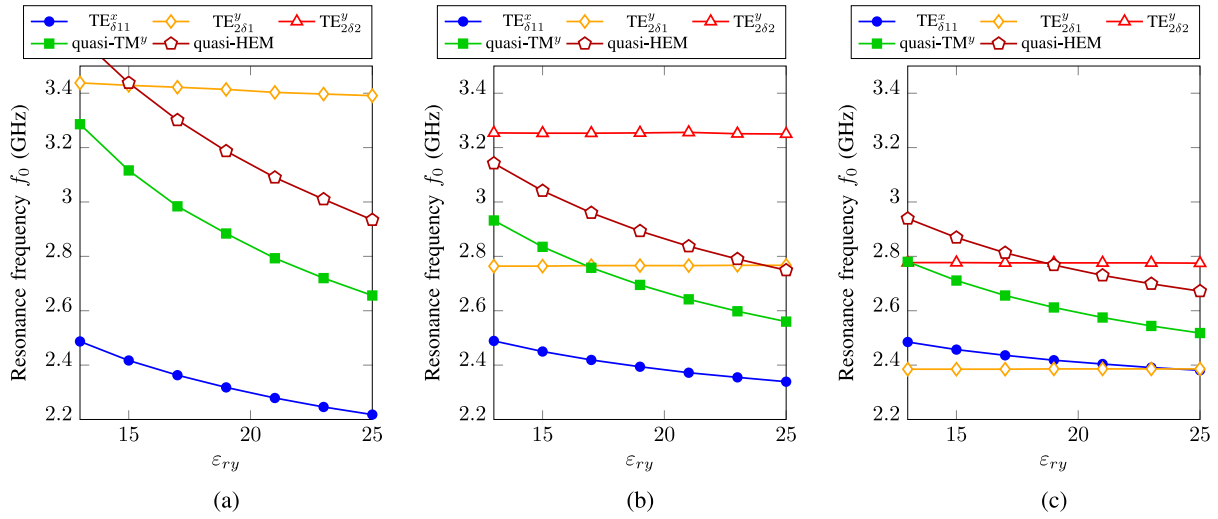 TE^x_{δ11} TE^y_{2δ1} TE^y_{2δ2}
quasi-TM^y quasi-HEM
3.4
3.2
3
2.8
2.6
2.4
2.2
15 20 25
Resonance frequency f_0 (GHz)
ε_{ry}
(a)
TE^x_{δ11} TE^y_{2δ1} TE^y_{2δ2}
quasi-TM^y quasi-HEM
3.4
3.2
3
2.8
2.6
2.4
2.2
15 20 25
Resonance frequency f_0 (GHz)
ε_{ry}
(b)
TE^x_{δ11} TE^y_{2δ1} TE^y_{2δ2}
quasi-TM^y quasi-HEM
3.4
3.2
3
2.8
2.6
2.4
2.2
15 20 25
Resonance frequency f_0 (GHz)
ε_{ry}
(c)